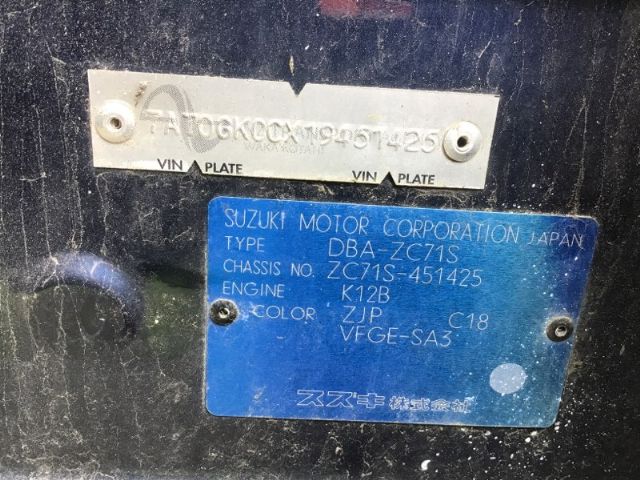 7AT0GK0CX19451425
VIN PLATE VIN PLATE
SUZUKI MOTOR CORPORATION JAPAN
TYPE DBA-ZC71S
CHASSIS NO. ZC71S-451425
ENGINE K12B
COLOR ZJP C18
VFGE-SA3
スズキ株式会社